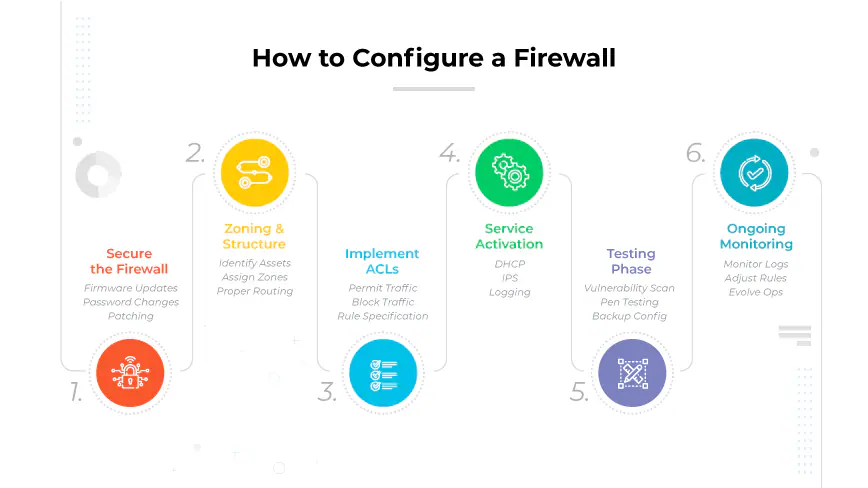 How to Configure a Firewall
1.
Secure
the Firewall
Firmware Updates
Password Changes
Patching
2.
Zoning &
Structure
Identify Assets
Assign Zones
Proper Routing
3.
Implement
ACLs
Permit Traffic
Block Traffic
Rule Specification
4.
Service
Activation
DHCP
IPS
Logging
5.
Testing
Phase
Vulnerability Scan
Pen Testing
Backup Config
6.
Ongoing
Monitoring
Monitor Logs
Adjust Rules
Evolve Ops